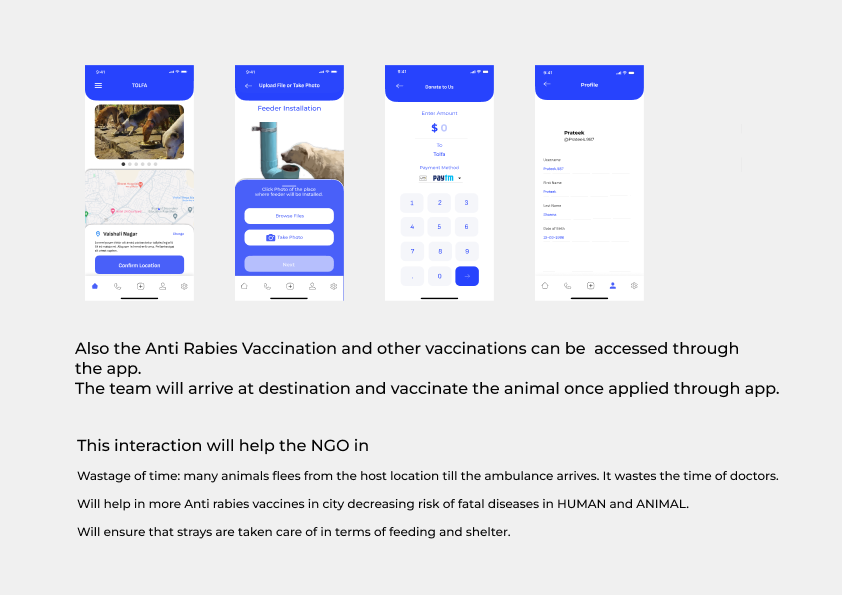 9:41
TOLFA
Vaishali Nagar
Change
Confirm Location
9:41
Upload File or Take Photo
Feeder Installation
Click Photo of the place
where feeder will be installed
Browse Files
Take Photo
Next
9:41
Donate to Us
Enter Amount
$ 0
To
Tolfa
Payment Method
paytm
1 2 3
4 5 6
7 8 9
. 0 →
9:41
Profile
Prateek
Username
First Name
Prateek
Last Name
Sharma
Date of Birth
Also the Anti Rabies Vaccination and other vaccinations can be accessed through
the app.
The team will arrive at destination and vaccinate the animal once applied through app.
This interaction will help the NGO in
Wastage of time: many animals flees from the host location till the ambulance arrives. It wastes the time of doctors.
Will help in more Anti rabies vaccines in city decreasing risk of fatal diseases in HUMAN and ANIMAL.
Will ensure that strays are taken care of in terms of feeding and shelter.